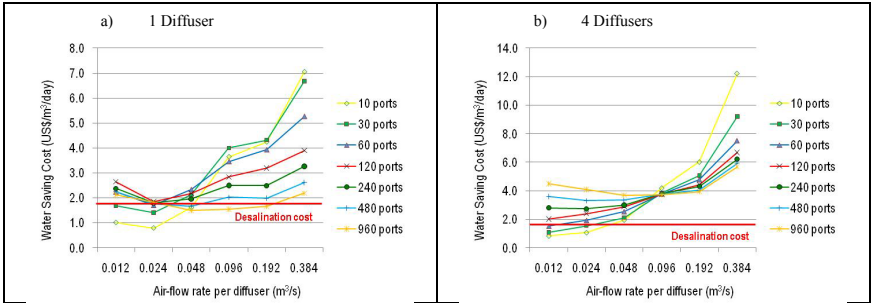 a) 1 Diffuser
8.0
7.0
6.0
5.0
4.0
3.0
2.0
1.0
0.0
Water Saving Cost (US$/m³/day)
0.012 0.024 0.048 0.096 0.192 0.384
Air-flow rate per diffuser (m³/s)
Desalination cost
10 ports
30 ports
60 ports
120 ports
240 ports
480 ports
960 ports
b) 4 Diffusers
14.0
12.0
10.0
8.0
6.0
4.0
2.0
0.0
Water Saving Cost (US$/m³/day)
0.012 0.024 0.048 0.096 0.192 0.384
Air-flow rate per diffuser (m³/s)
Desalination cost
10 ports
30 ports
60 ports
120 ports
240 ports
480 ports
960 ports